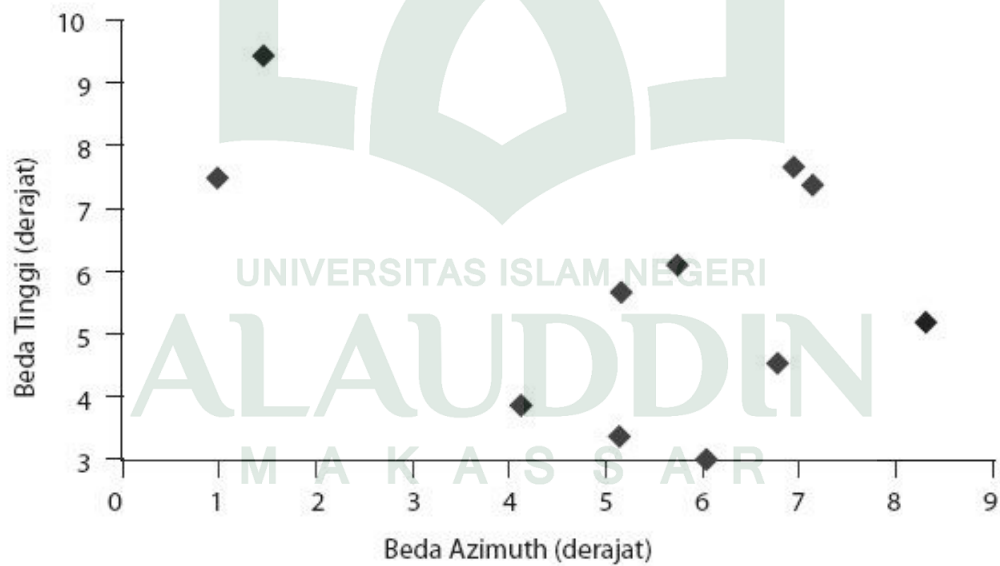 10
9
8
7
6
5
4
3
Beda Tinggi (derajat)
UNIVERSITAS ISLAM NEGERI
ALAUDDIN
MAKASSAR
0 1 2 3 4 5 6 7 8 9
Beda Azimuth (derajat)